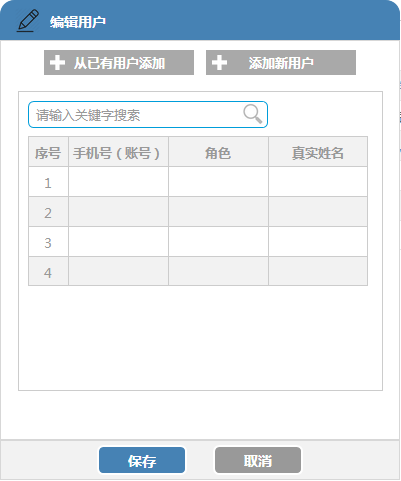 编辑用户
从已有用户添加 添加新用户
请输入关键字搜索
序号 手机号（账号） 角色 真实姓名
1
2
3
4
保存 取消